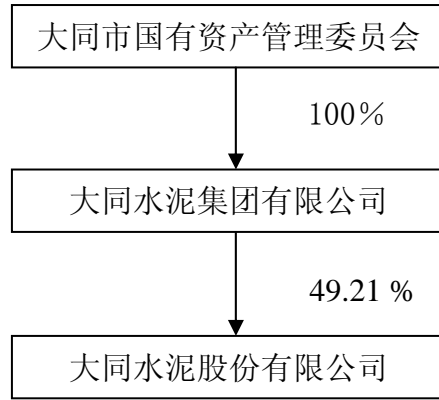 大同市国有资产管理委员会
100%
大同水泥集团有限公司
49.21 %
大同水泥股份有限公司